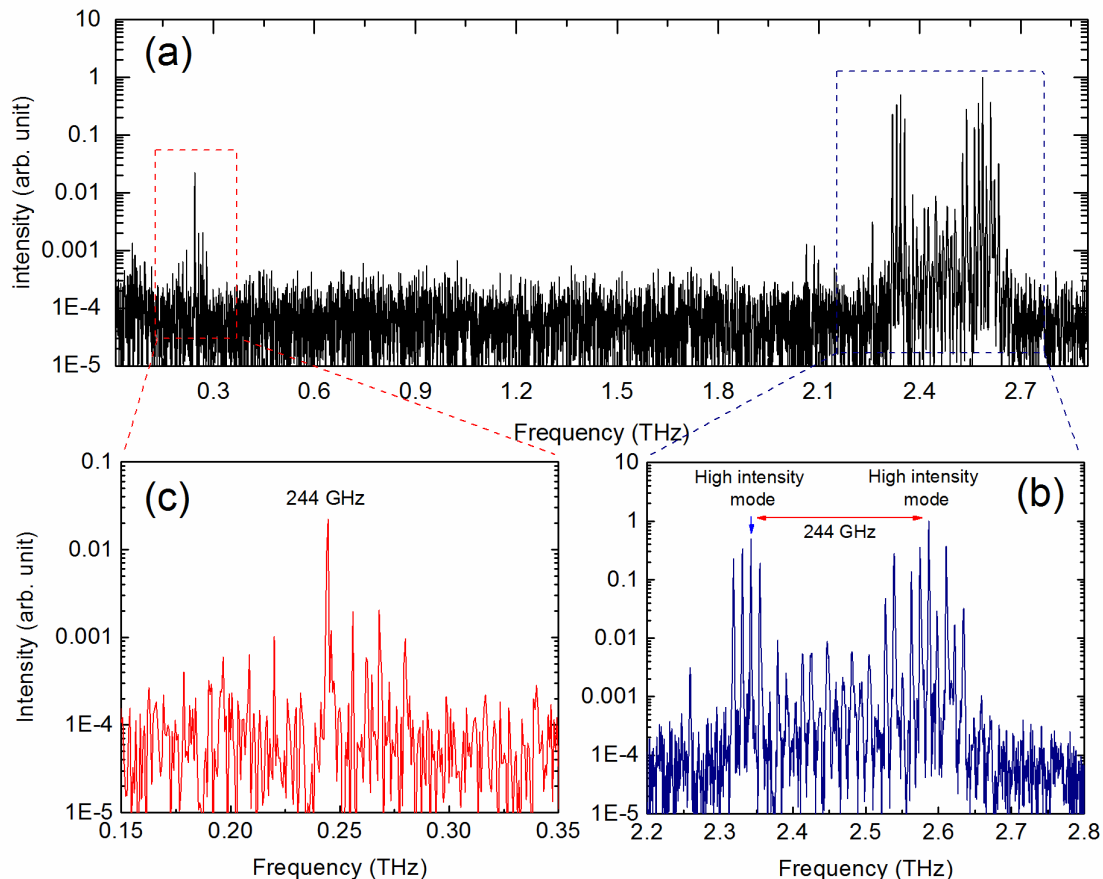 (a)
intensity (arb. unit)
10
1
0.1
0.01
0.001
1E-4
1E-5
0.3 0.6 0.9 1.2 1.5 1.8 2.1 2.4 2.7
Frequency (THz)
(c)
244 GHz
Intensity (arb. unit)
0.1
0.01
0.001
1E-4
1E-5
0.15 0.20 0.25 0.30 0.35
Frequency (THz)
(b)
High intensity
mode
High intensity
mode
244 GHz
10
1
0.1
0.01
0.001
1E-4
1E-5
2.2 2.3 2.4 2.5 2.6 2.7 2.8
Frequency (THz)